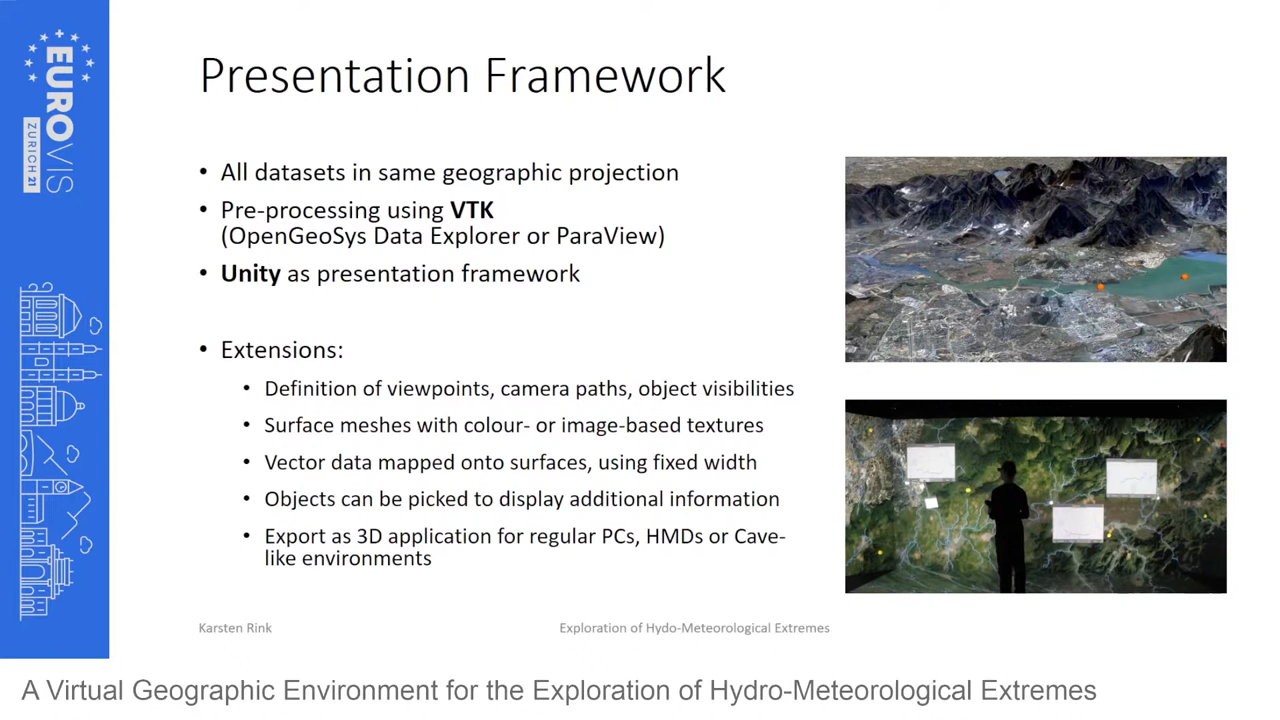 EUROVIS
ZURICH 21
Presentation Framework
• All datasets in same geographic projection
• Pre-processing using VTK
(OpenGeoSys Data Explorer or ParaView)
• Unity as presentation framework
• Extensions:
• Definition of viewpoints, camera paths, object visibilities
• Surface meshes with colour- or image-based textures
• Vector data mapped onto surfaces, using fixed width
• Objects can be picked to display additional information
• Export as 3D application for regular PCs, HMDs or Cave-
like environments
Karsten Rink
Exploration of Hydo-Meteorological Extremes
A Virtual Geographic Environment for the Exploration of Hydro-Meteorological Extremes